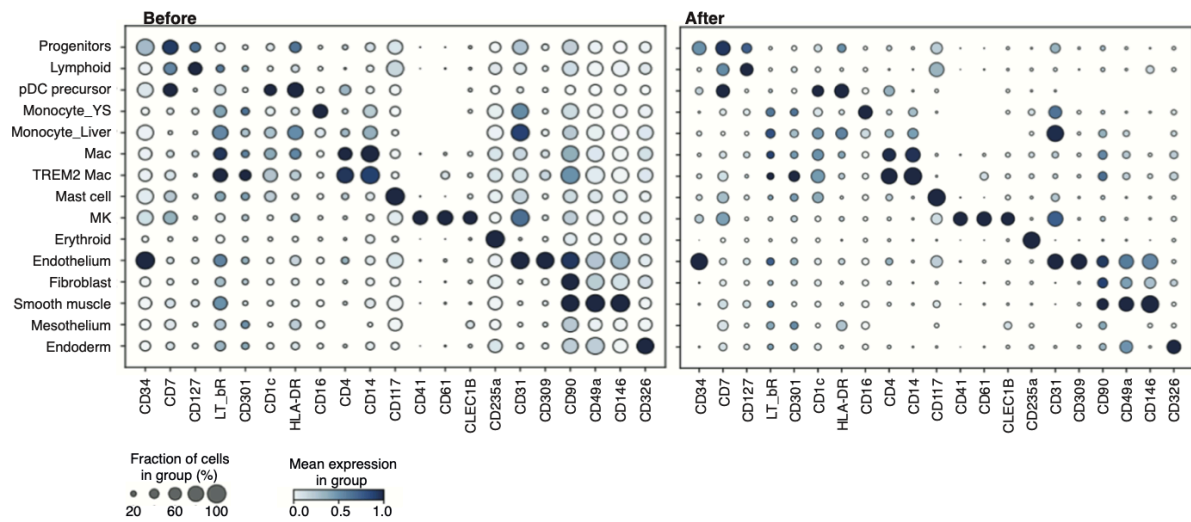 Before
After
Progenitors
Lymphoid
pDC precursor
Monocyte_YS
Monocyte_Liver
Mac
TREM2 Mac
Mast cell
MK
Erythroid
Endothelium
Fibroblast
Smooth muscle
Mesothelium
Endoderm
CD34
CD7
CD127
LT_bR
CD301
CD1c
HLA-DR
CD16
CD4
CD14
CD117
CD41
CD61
CLEC1B
CD235a
CD31
CD309
CD90
CD49a
CD146
CD326
CD34
CD7
CD127
LT_bR
CD301
CD1c
HLA-DR
CD16
CD4
CD14
CD117
CD41
CD61
CLEC1B
CD235a
CD31
CD309
CD90
CD49a
CD146
CD326
Fraction of cells
in group (%)
20 60 100
Mean expression
in group
0.0 0.5 1.0